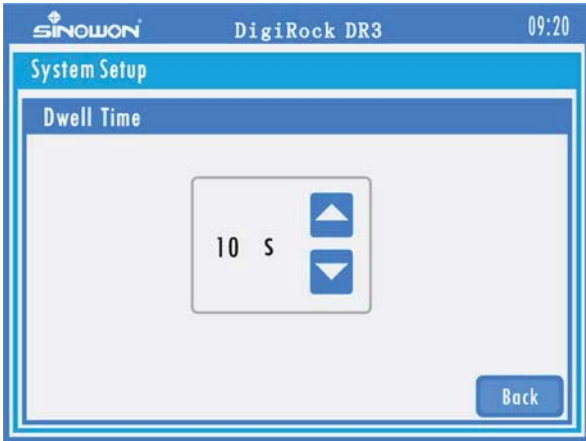 SINOWON DigiRock DR3 09:20
System Setup
Dwell Time
10 S
Back